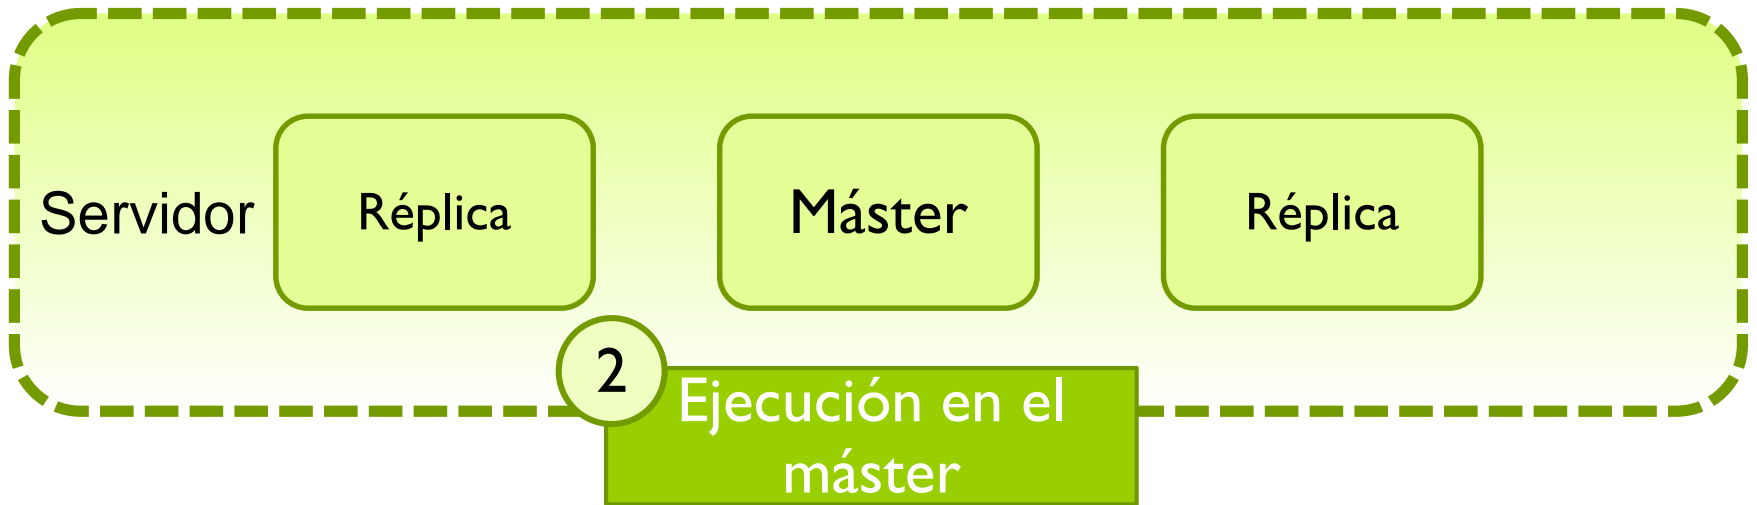 Servidor
Réplica
Máster
Réplica
2
Ejecución en el
máster